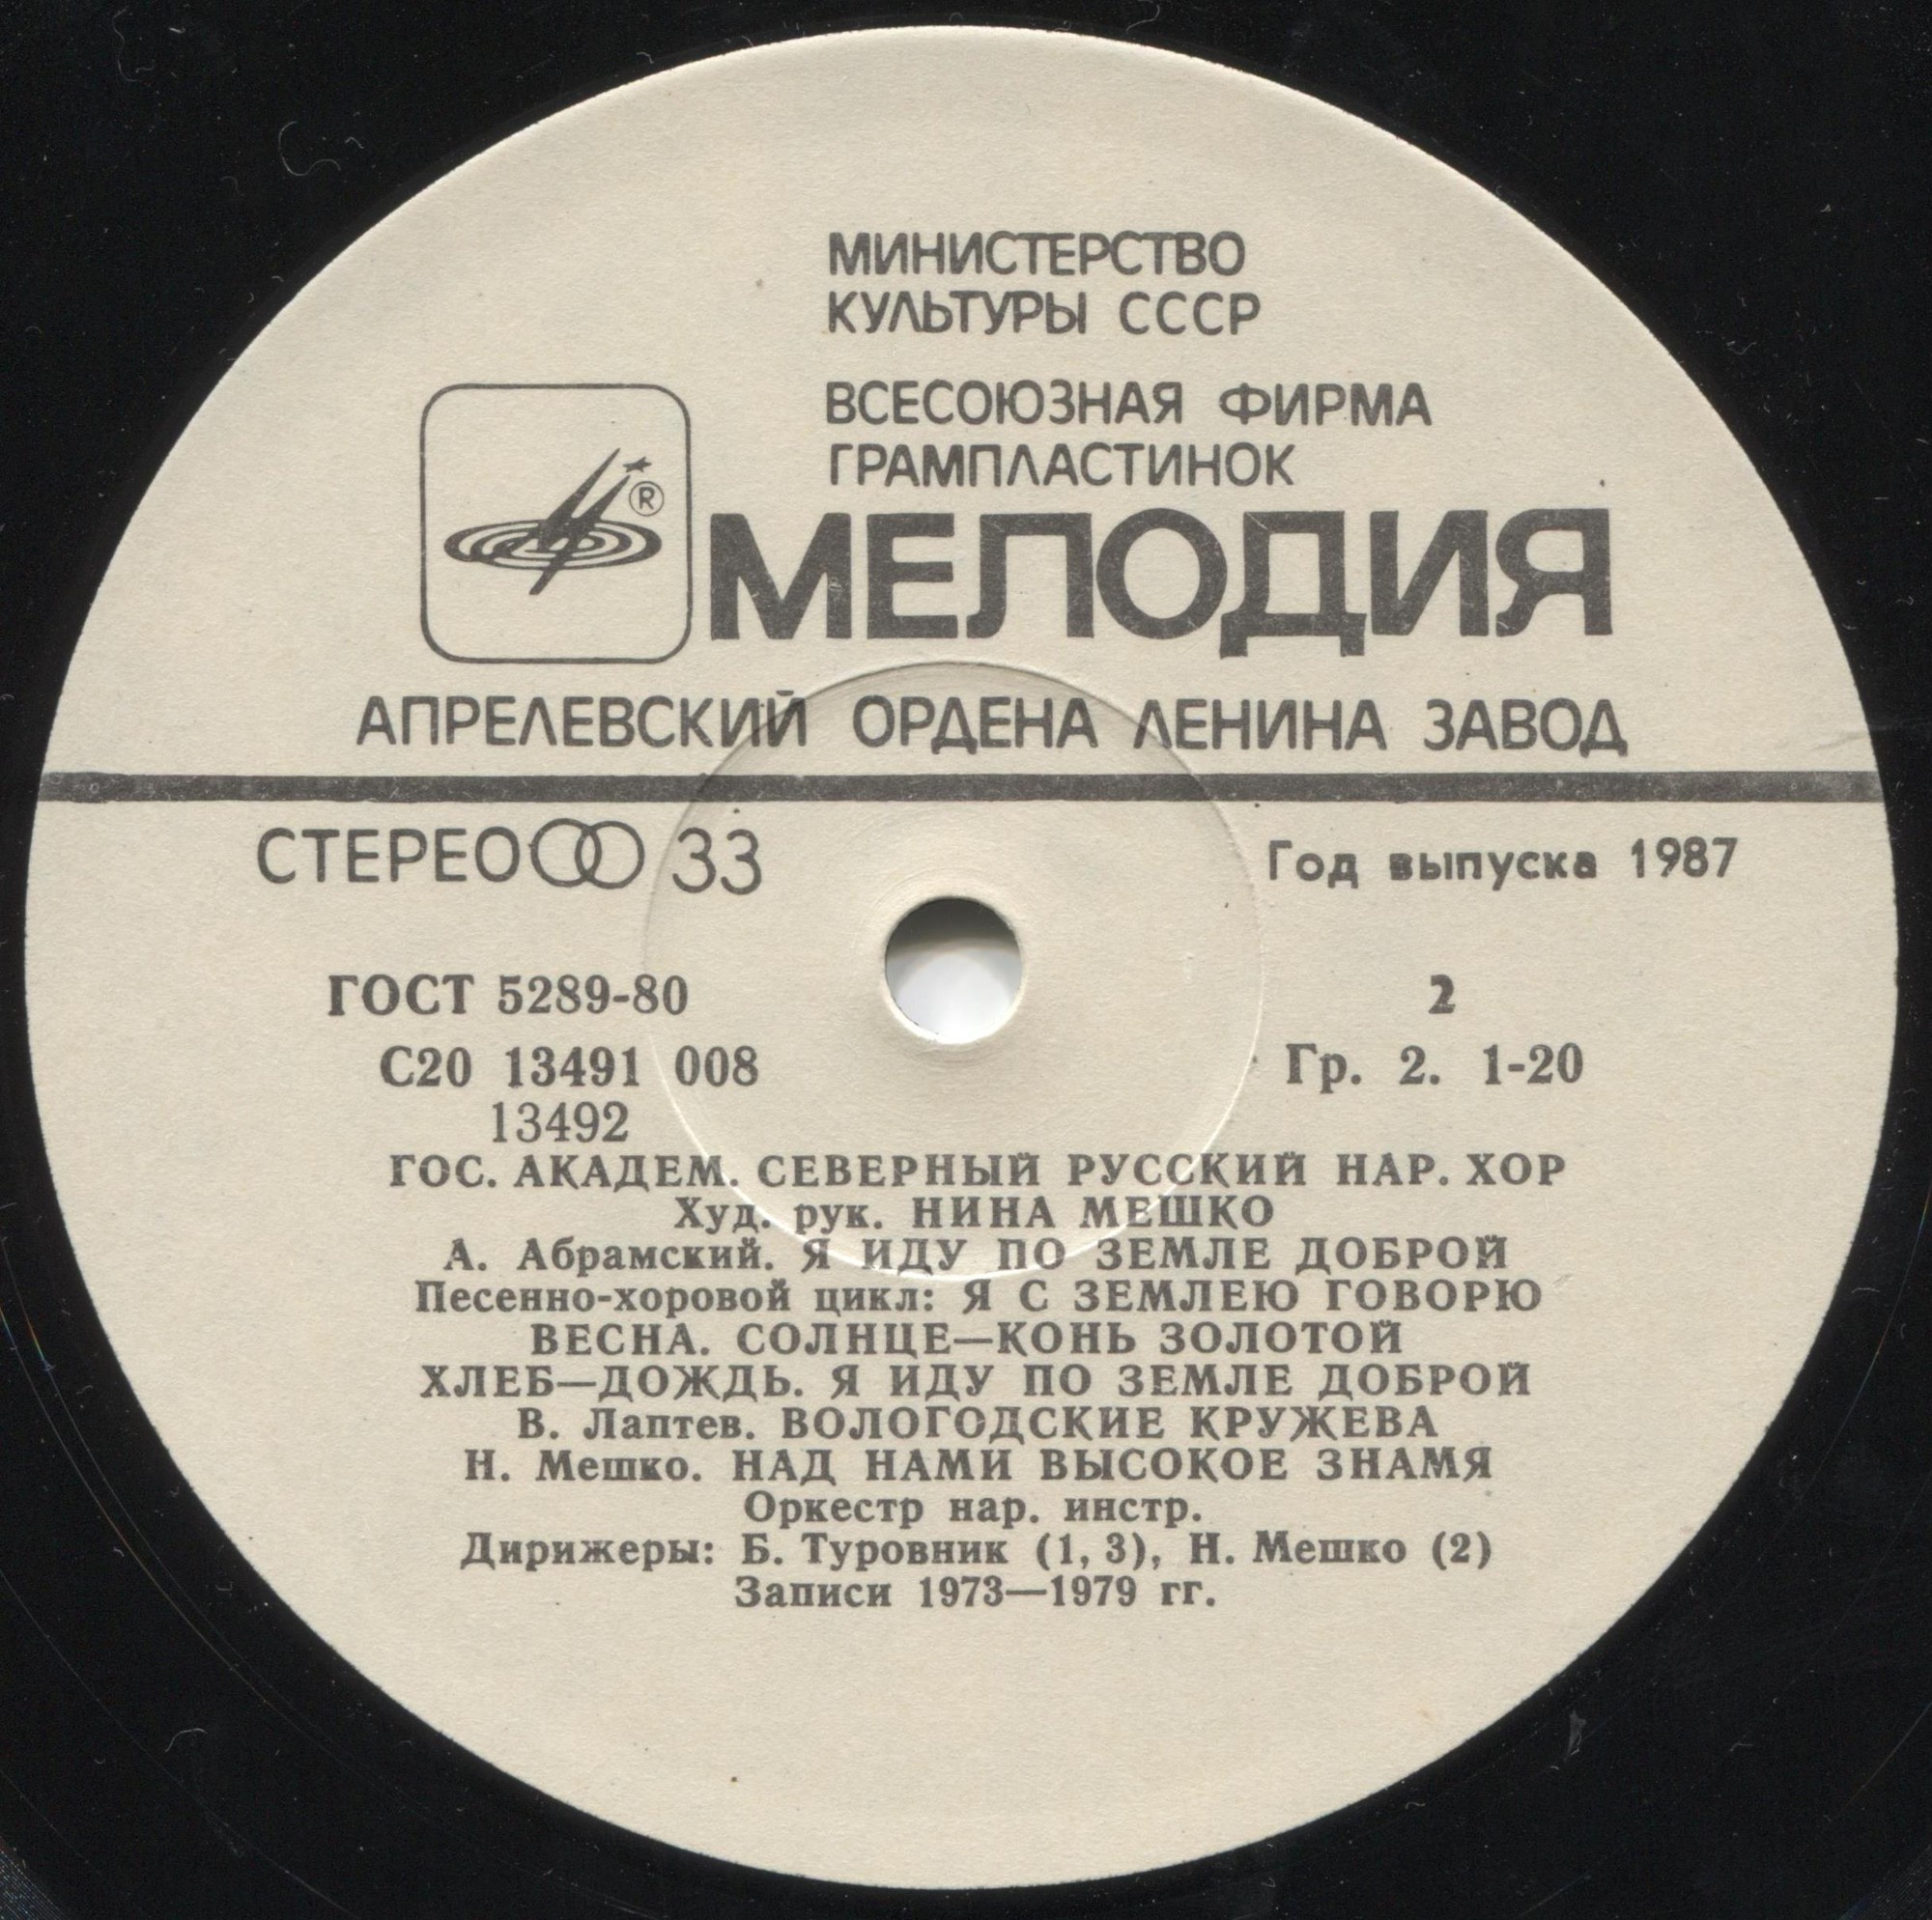 МИНИСТЕРСТВО
КУЛЬТУРЫ СССР
ВСЕСОЮЗНАЯ ФИРМА
ГРАМПЛАСТИНОК
®
МЕЛОДИЯ
АПРЕЛЕВСКИЙ ОРДЕНА ЛЕНИНА ЗАВОД
СТЕРЕО 33
Год выпуска 1987
ГОСТ 5289-80
2
С20 13491 008
Гр. 2. 1-20
13492
ГОС. АКАДЕМ. СЕВЕРНЫЙ РУССКИЙ НАР. ХОР
Худ. рук. НИНА МЕШКО
А. Абрамский. Я ИДУ ПО ЗЕМЛЕ ДОБРОЙ
Песенно-хоровой цикл: Я С ЗЕМЛЕЮ ГОВОРЮ
ВЕСНА. СОЛНЦЕ—КОНЬ ЗОЛОТОЙ
ХЛЕБ—ДОЖДЬ. Я ИДУ ПО ЗЕМЛЕ ДОБРОЙ
В. Лаптев. ВОЛОГОДСКИЕ КРУЖЕВА
Н. Мешко. НАД НАМИ ВЫСОКОЕ ЗНАМЯ
Оркестр нар. инстр.
Дирижеры: Б. Туровник (1, 3), Н. Мешко (2)
Записи 1973—1979 гг.